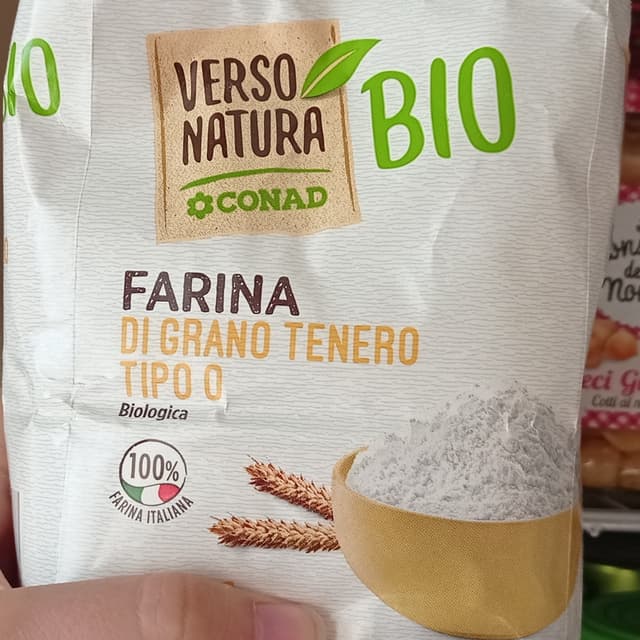 VERSO
NATURA
CONAD
BIO
FARINA
DI GRANO TENERO
TIPO 0
Biologica
100%
FARINA ITALIANA